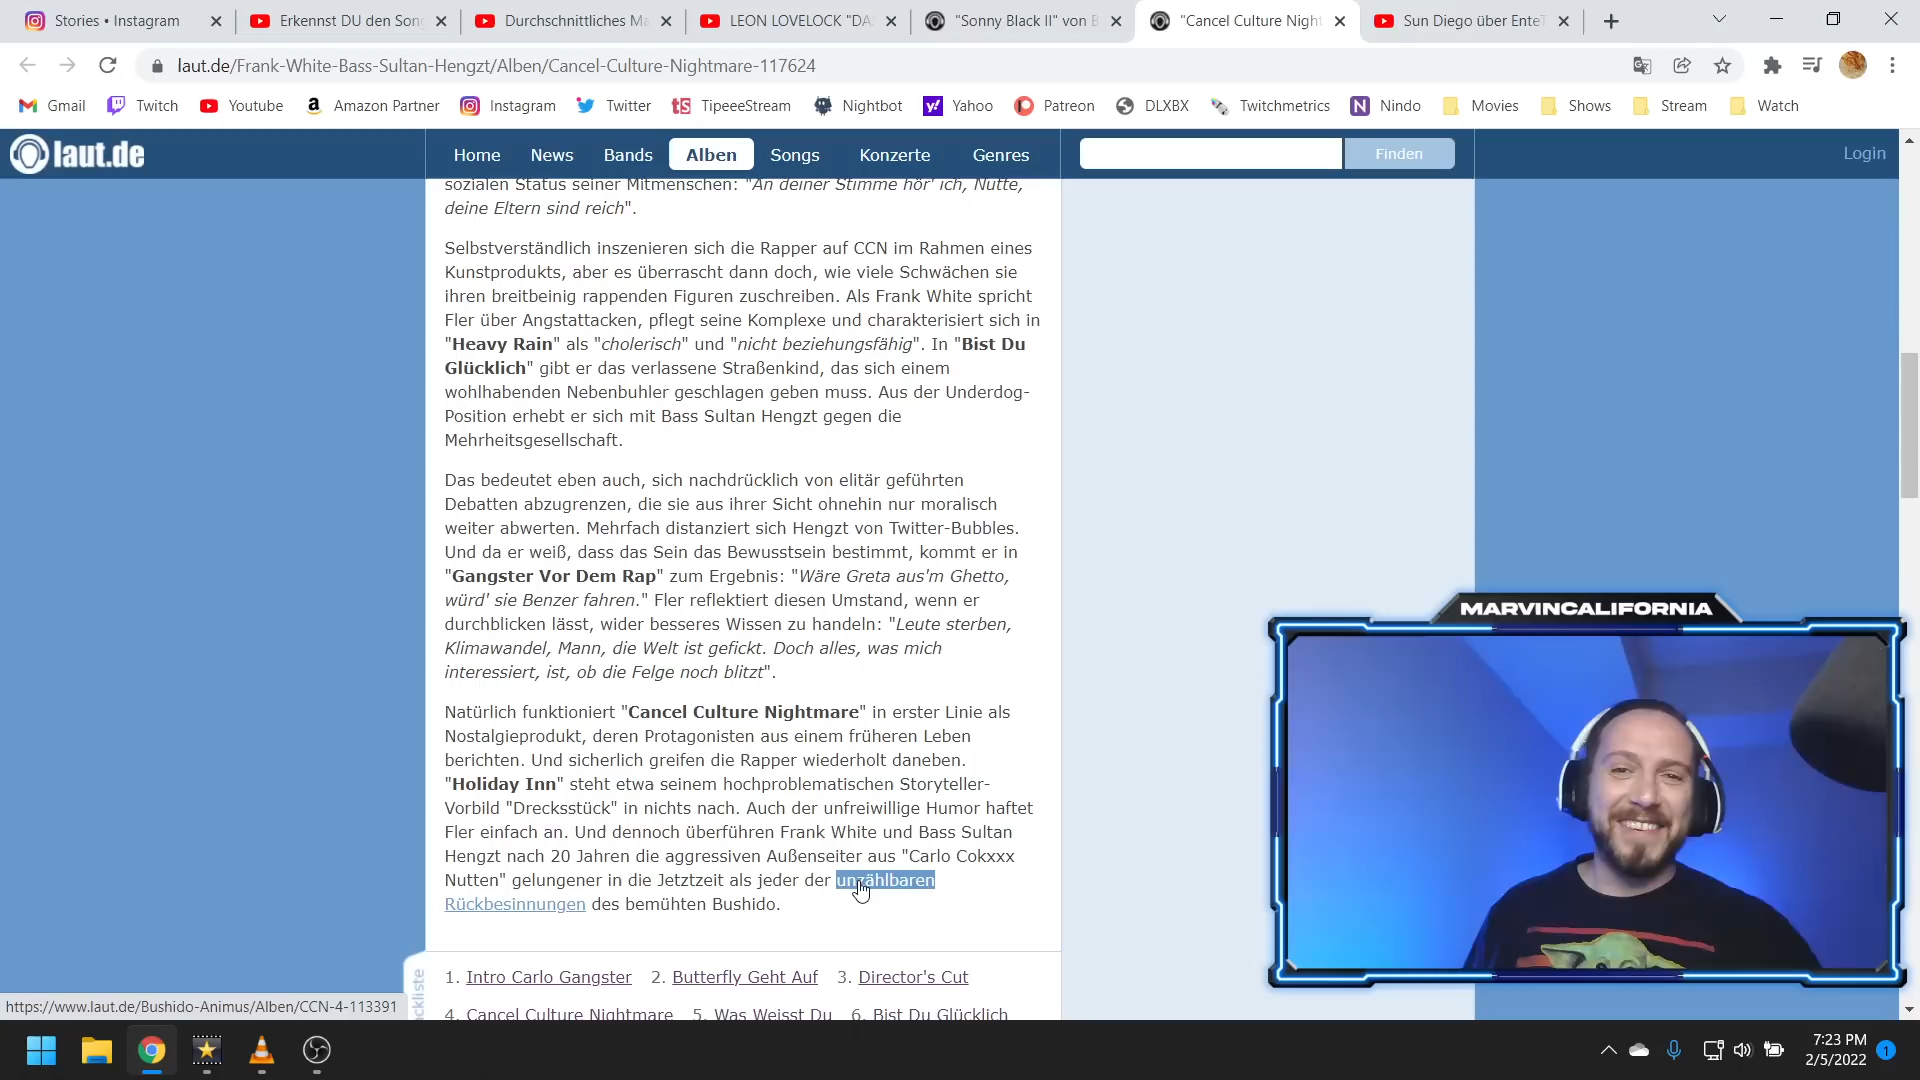 Stories • Instagram
Erkennst DU den Song
Durchschnittliches Ma
LEON LOVELOCK "DA
"Sonny Black II" von B
"Cancel Culture Night
Sun Diego über EnteT
laut.de/Frank-White-Bass-Sultan-Hengzt/Alben/Cancel-Culture-Nightmare-117624
Gmail Twitch Youtube Amazon Partner Instagram Twitter TipeeeStream Nightbot Yahoo Patreon DLXBX Twitchmetrics Nindo Movies Shows Stream Watch
laut.de Home News Bands Alben Songs Konzerte Genres Finden Login
sozialen Status seiner Mitmenschen: "An deiner Stimme hör' ich, Nutte,
deine Eltern sind reich".
Selbstverständlich inszenieren sich die Rapper auf CCN im Rahmen eines
Kunstprodukts, aber es überrascht dann doch, wie viele Schwächen sie
ihren breitbeinig rappenden Figuren zuschreiben. Als Frank White spricht
Fler über Angstattacken, pflegt seine Komplexe und charakterisiert sich in
"Heavy Rain" als "cholerisch" und "nicht beziehungsfähig". In "Bist Du
Glücklich" gibt er das verlassene Straßenkind, das sich einem
wohlhabenden Nebenbuhler geschlagen geben muss. Aus der Underdog-
Position erhebt er sich mit Bass Sultan Hengzt gegen die
Mehrheitsgesellschaft.
Das bedeutet eben auch, sich nachdrücklich von elitär geführten
Debatten abzugrenzen, die sie aus ihrer Sicht ohnehin nur moralisch
weiter abwerten. Mehrfach distanziert sich Hengzt von Twitter-Bubbles.
Und da er weiß, dass das Sein das Bewusstsein bestimmt, kommt er in
"Gangster Vor Dem Rap" zum Ergebnis: "Wäre Greta aus'm Ghetto,
würd' sie Benzer fahren." Fler reflektiert diesen Umstand, wenn er
durchblicken lässt, wider besseres Wissen zu handeln: "Leute sterben,
Klimawandel, Mann, die Welt ist gefickt. Doch alles, was mich
interessiert, ist, ob die Felge noch blitzt".
Natürlich funktioniert "Cancel Culture Nightmare" in erster Linie als
Nostalgieprodukt, deren Protagonisten aus einem früheren Leben
berichten. Und sicherlich greifen die Rapper wiederholt daneben.
"Holiday Inn" steht etwa seinem hochproblematischen Storyteller-
Vorbild "Drecksstück" in nichts nach. Auch der unfreiwillige Humor haftet
Fler einfach an. Und dennoch überführen Frank White und Bass Sultan
Hengzt nach 20 Jahren die aggressiven Außenseiter aus "Carlo Cokxxx
Nutten" gelungener in die Jetztzeit als jeder der unzählbaren
Rückbesinnungen des bemühten Bushido.
1. Intro Carlo Gangster 2. Butterfly Geht Auf 3. Director's Cut
4. Cancel Culture Nightmare 5. Was Weisst Du 6. Bist Du Glücklich
https://www.laut.de/Bushido-Animus/Alben/CCN-4-113391
MARVINCALIFORNIA
7:23 PM
2/5/2022
1